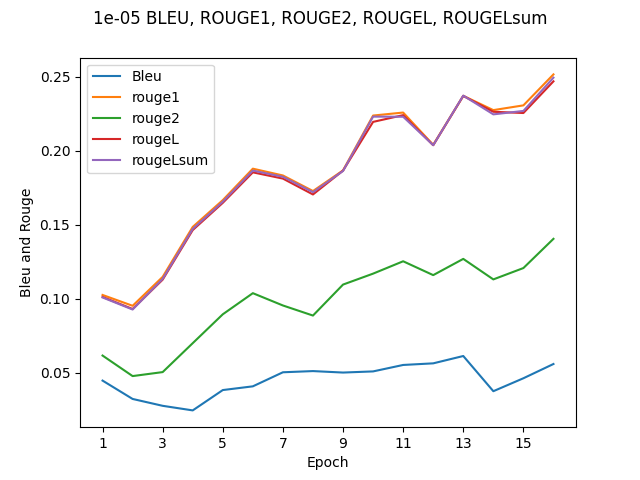 1e-05 BLEU, ROUGE1, ROUGE2, ROUGEL, ROUGELsum
Bleu
rouge1
rouge2
rougeL
rougeLsum
0.25
0.20
0.15
0.10
0.05
Bleu and Rouge
1 3 5 7 9 11 13 15
Epoch